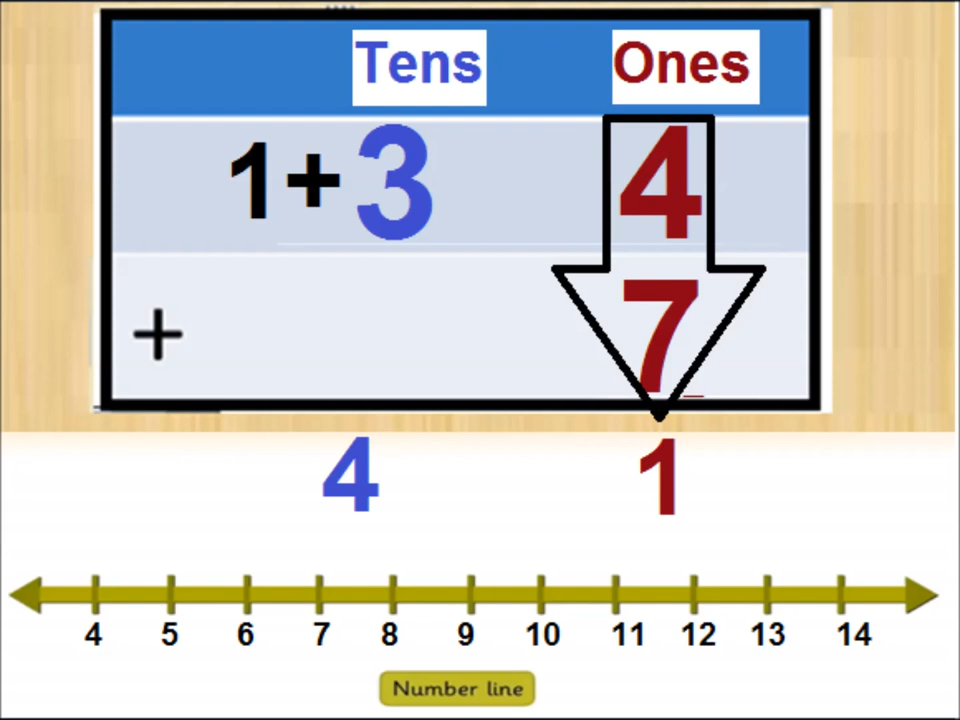 Tens Ones
1+3 4
+ 7
4 1
4 5 6 7 8 9 10 11 12 13 14
Number line